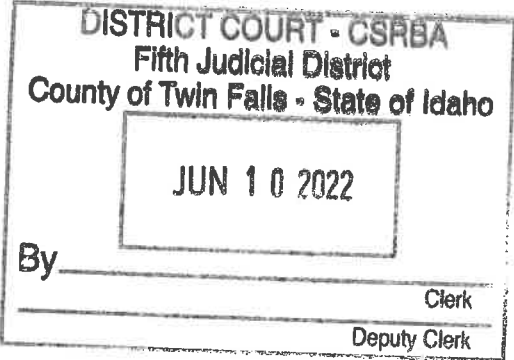 DISTRICT COURT - CSRBA
Fifth Judicial District
County of Twin Falls - State of Idaho
JUN 10 2022
By
Clerk
Deputy Clerk